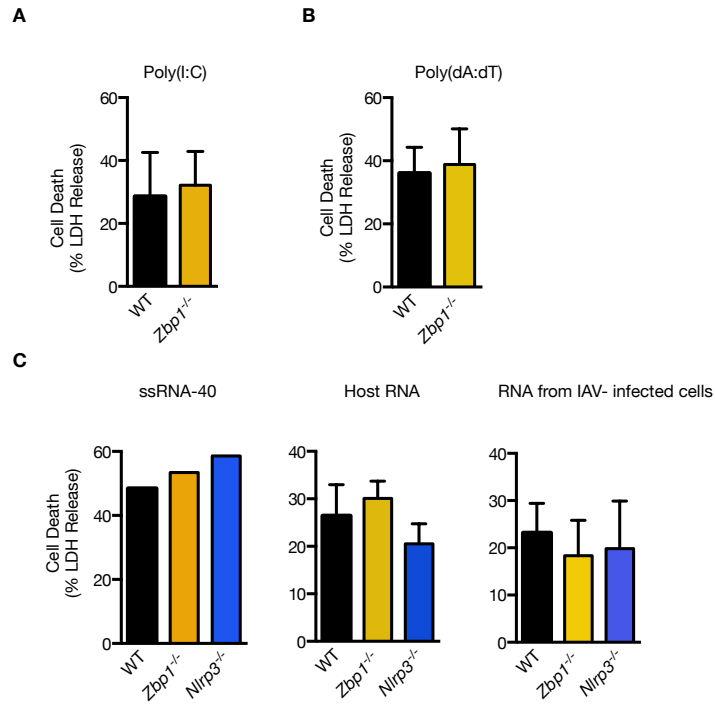 A
B
Poly(I:C)
Poly(dA:dT)
Cell Death
(% LDH Release)
60
40
20
0
WT
Zbp1-/-
Cell Death
(% LDH Release)
60
40
20
0
WT
Zbp1-/-
C
ssRNA-40
Host RNA
RNA from IAV- infected cells
Cell Death
(% LDH Release)
60
40
20
0
WT
Zbp1-/-
Nlrp3-/-
40
30
20
10
0
WT
Zbp1-/-
Nlrp3-/-
40
30
20
10
0
WT
Zbp1-/-
Nlrp3-/-